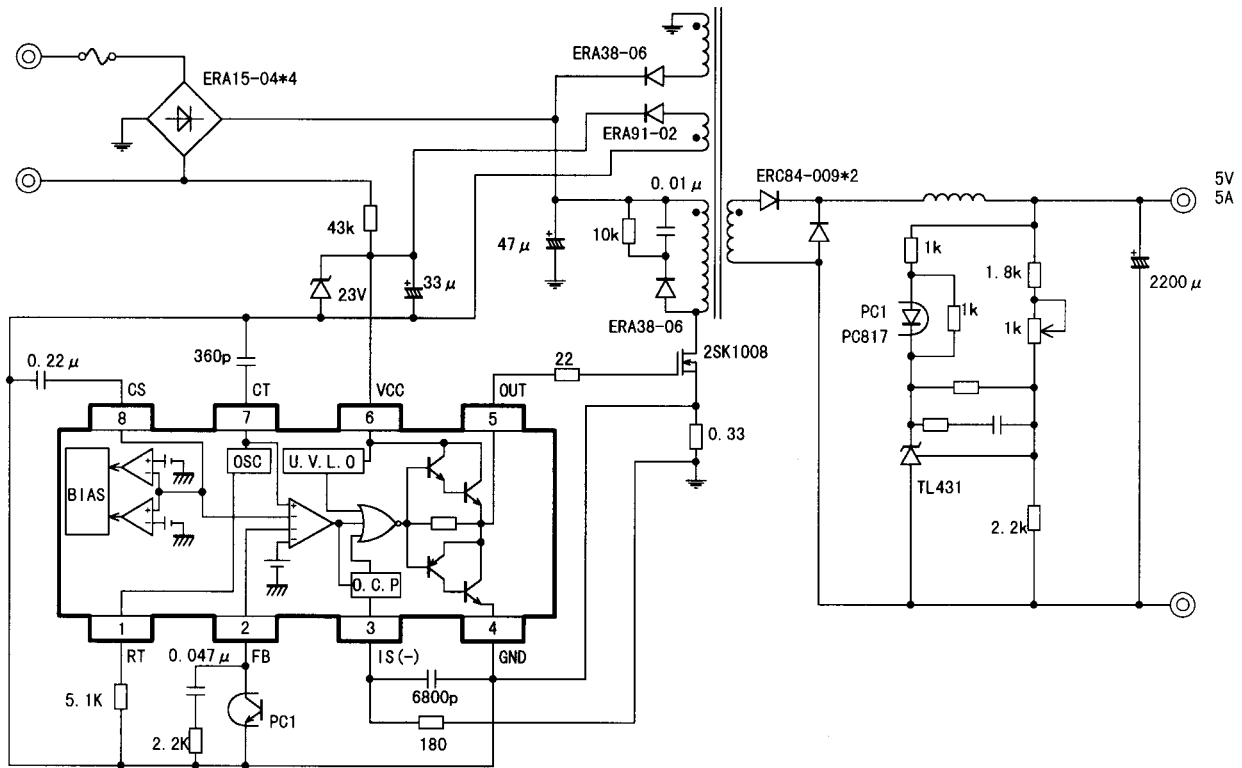 ERA38-06
ERA15-04*4
ERA91-02
ERC84-009*2
5V
5A
0.01μ
43k
10k
47μ
1k
1.8k
2200μ
23V
33μ
PC1
PC817
1k
1k
ERA38-06
360p
22
2SK1008
0.22μ
CS
CT
VCC
OUT
8
7
6
5
0.33
OSC
U.V.L.O
BIAS
TL431
2.2k
O.C.P
1
2
3
4
RT
0.047μ
FB
IS(-)
GND
6800p
5.1K
PC1
2.2K
180